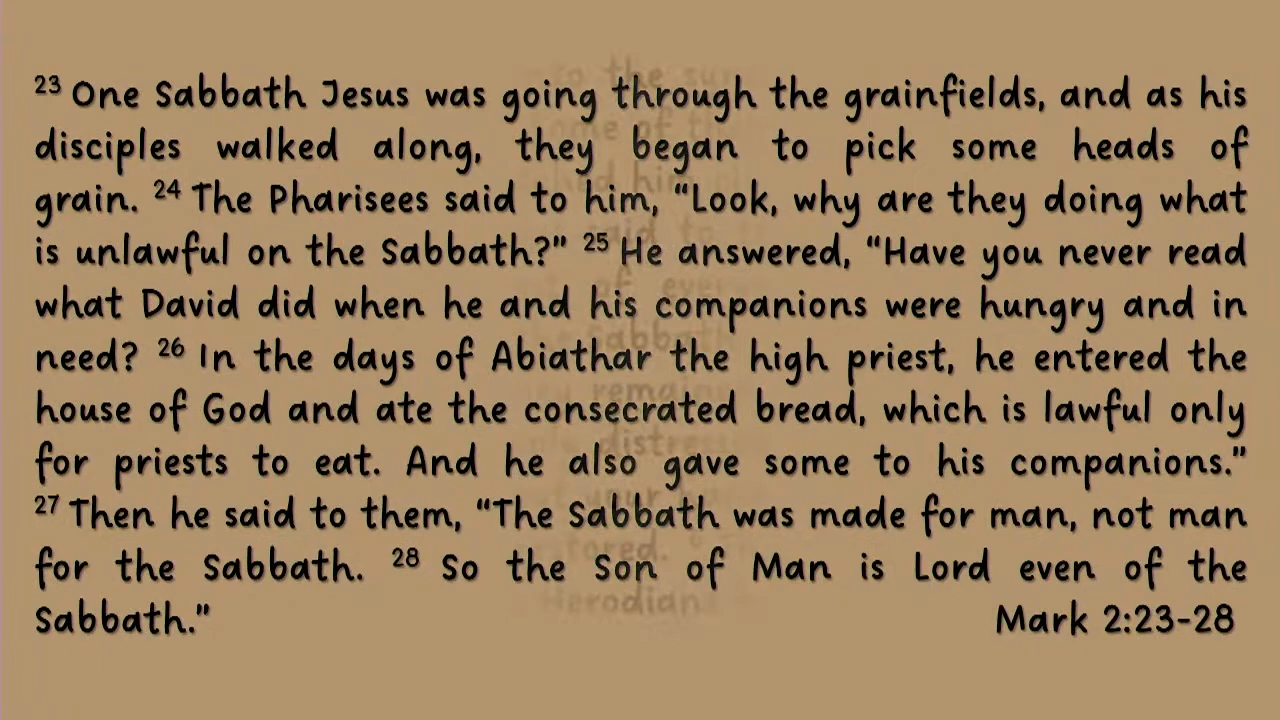 23 One Sabbath Jesus was going through the grainfields, and as his
disciples walked along, they began to pick some heads of
grain. 24 The Pharisees said to him, “Look, why are they doing what
is unlawful on the Sabbath?” 25 He answered, “Have you never read
what David did when he and his companions were hungry and in
need? 26 In the days of Abiathar the high priest, he entered the
house of God and ate the consecrated bread, which is lawful only
for priests to eat. And he also gave some to his companions.”
27 Then he said to them, “The Sabbath was made for man, not man
for the Sabbath. 28 So the Son of Man is Lord even of the
Sabbath.” Mark 2:23-28